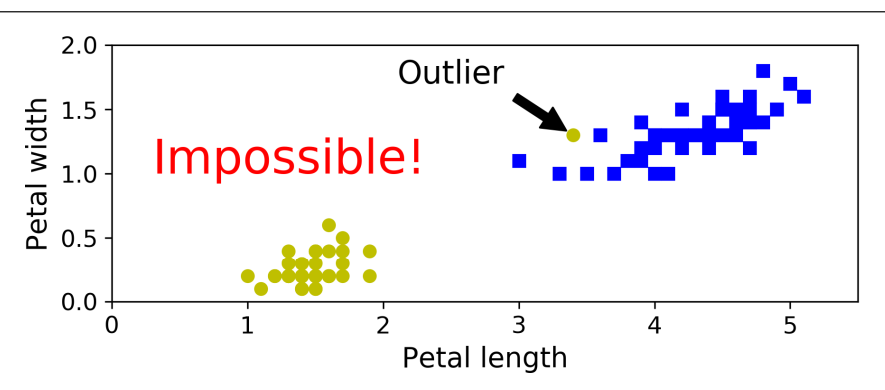 2.0
Outlier
1.5
Impossible!
1.0
0.5
0.0
0 1 2 3 4 5
Petal length
Petal width